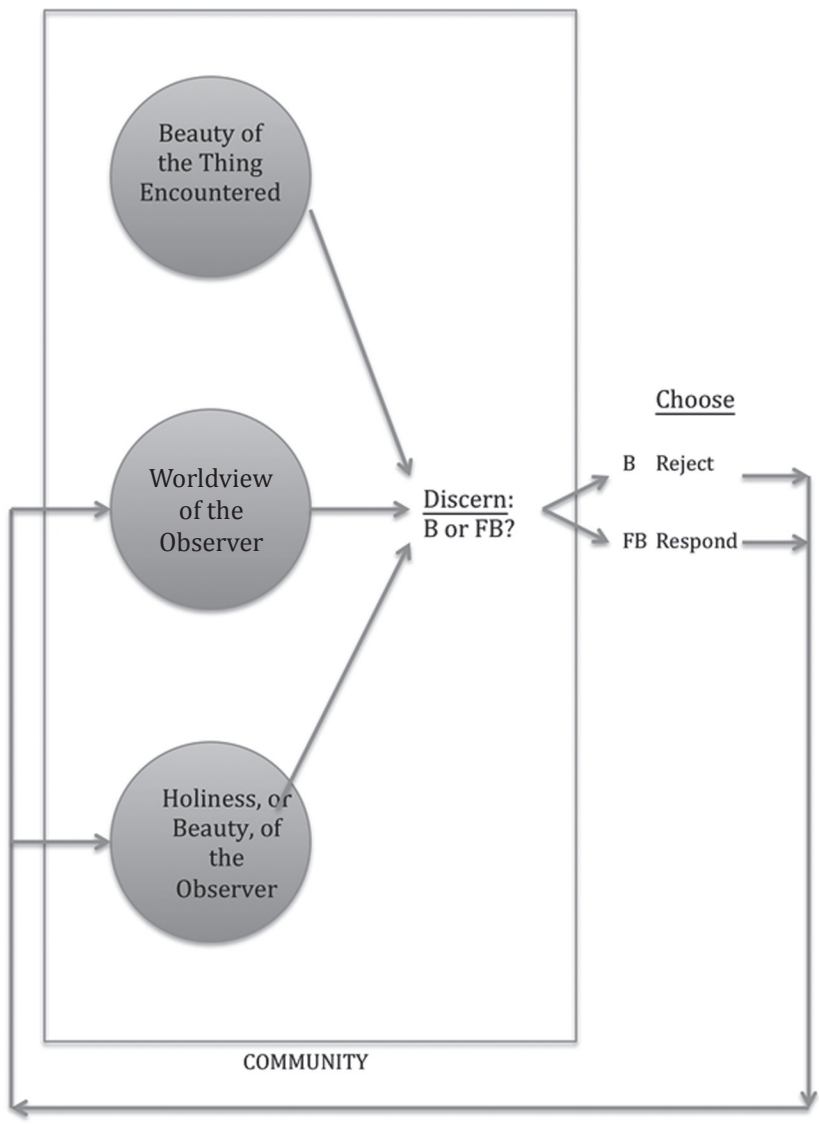 Beauty of
the Thing
Encountered
Worldview
of the
Observer
Holiness, or
Beauty, of
the
Observer
Discern:
B or FB?
Choose
B Reject
FB Respond
COMMUNITY